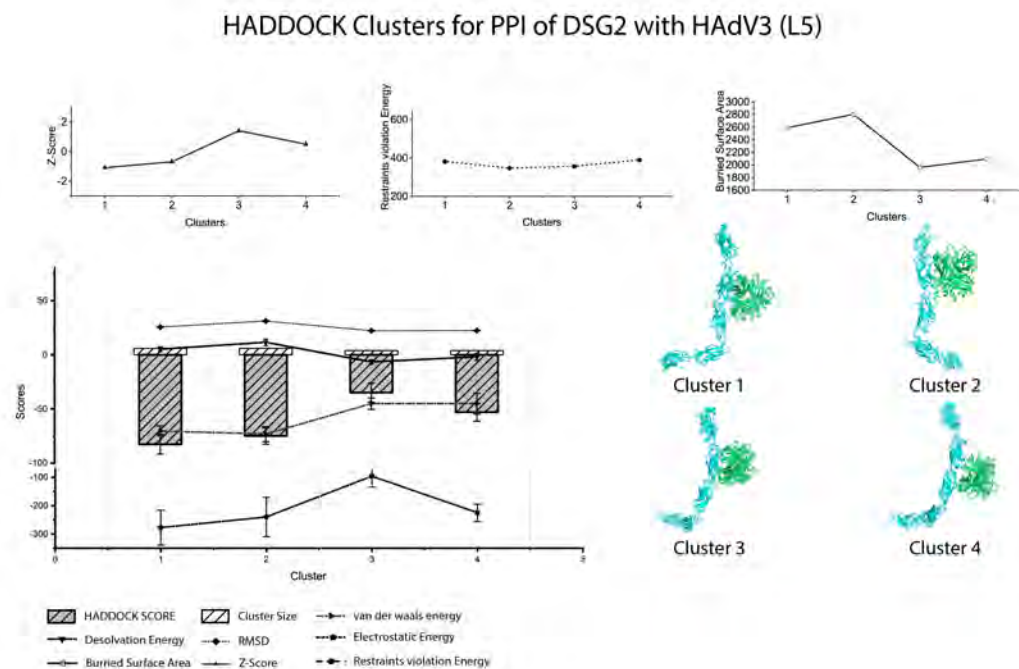 HADDOCK Clusters for PPI of DSG2 with HAdV3 (L5)
Z-Score
2
0
-2
1 2 3 4
Clusters
Restraints violation Energy
600
400
200
1 2 3 4
Clusters
Burried Surface Area
3000
2800
2600
2400
2200
2000
1800
1600
1 2 3 4
Clusters
Scores
50
0
-50
-100
-100
-200
-300
0 1 2 3 4 5
Cluster
Cluster 1
Cluster 2
Cluster 3
Cluster 4
HADDOCK SCORE
Cluster Size
van der waals energy
Desolvation Energy
RMSD
Electrostatic Energy
Burried Surface Area
Z-Score
Restraints violation Energy